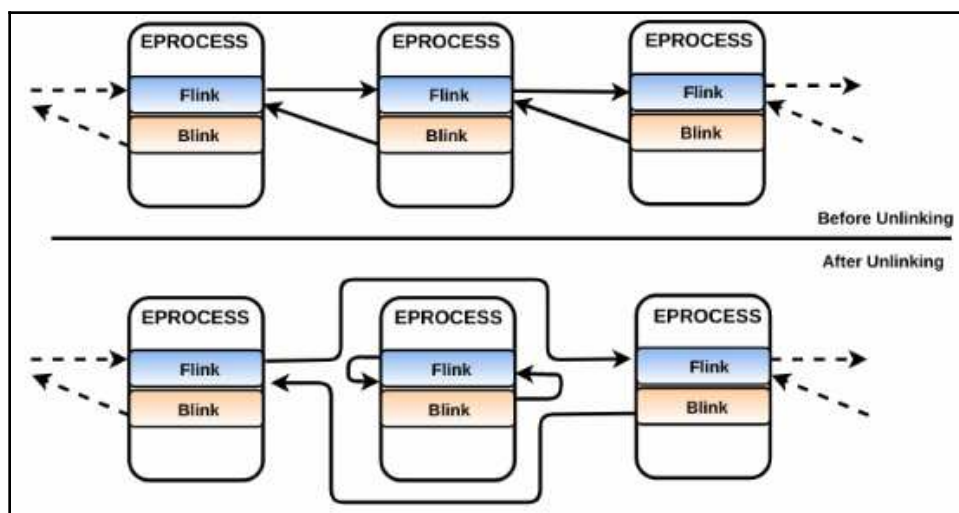 EPROCESS EPROCESS EPROCESS
Flink Flink Flink
Blink Blink Blink
Before Unlinking
After Unlinking
EPROCESS EPROCESS EPROCESS
Flink Flink Flink
Blink Blink Blink